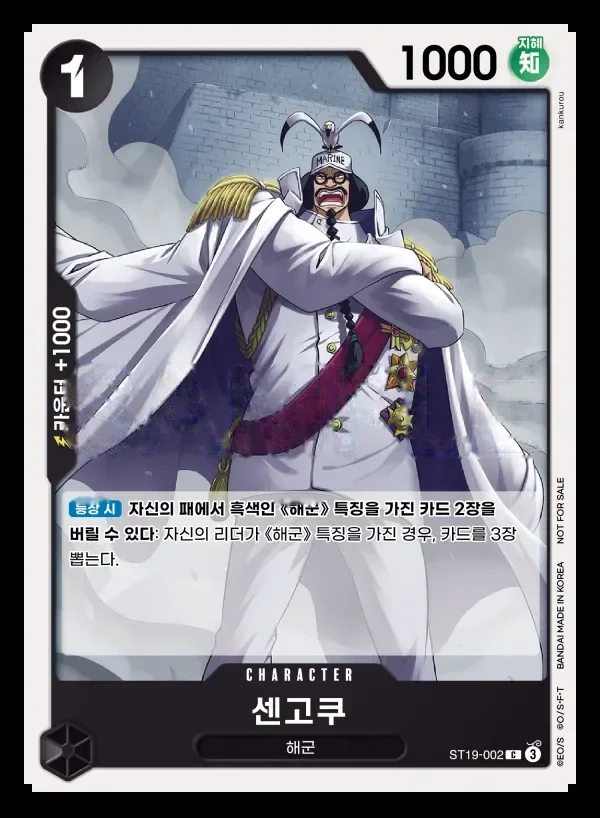 1
1000
지혜
知
kankurou
MARINE
카운터 +1000
등장 시 자신의 패에서 흑색인 《해군》 특징을 가진 카드 2장을
버릴 수 있다: 자신의 리더가 《해군》 특징을 가진 경우, 카드를 3장
뽑는다.
CHARACTER
센고쿠
해군
ST19-002 C 3
©EO/S ©O/S·F·T BANDAI MADE IN KOREA NOT FOR SALE